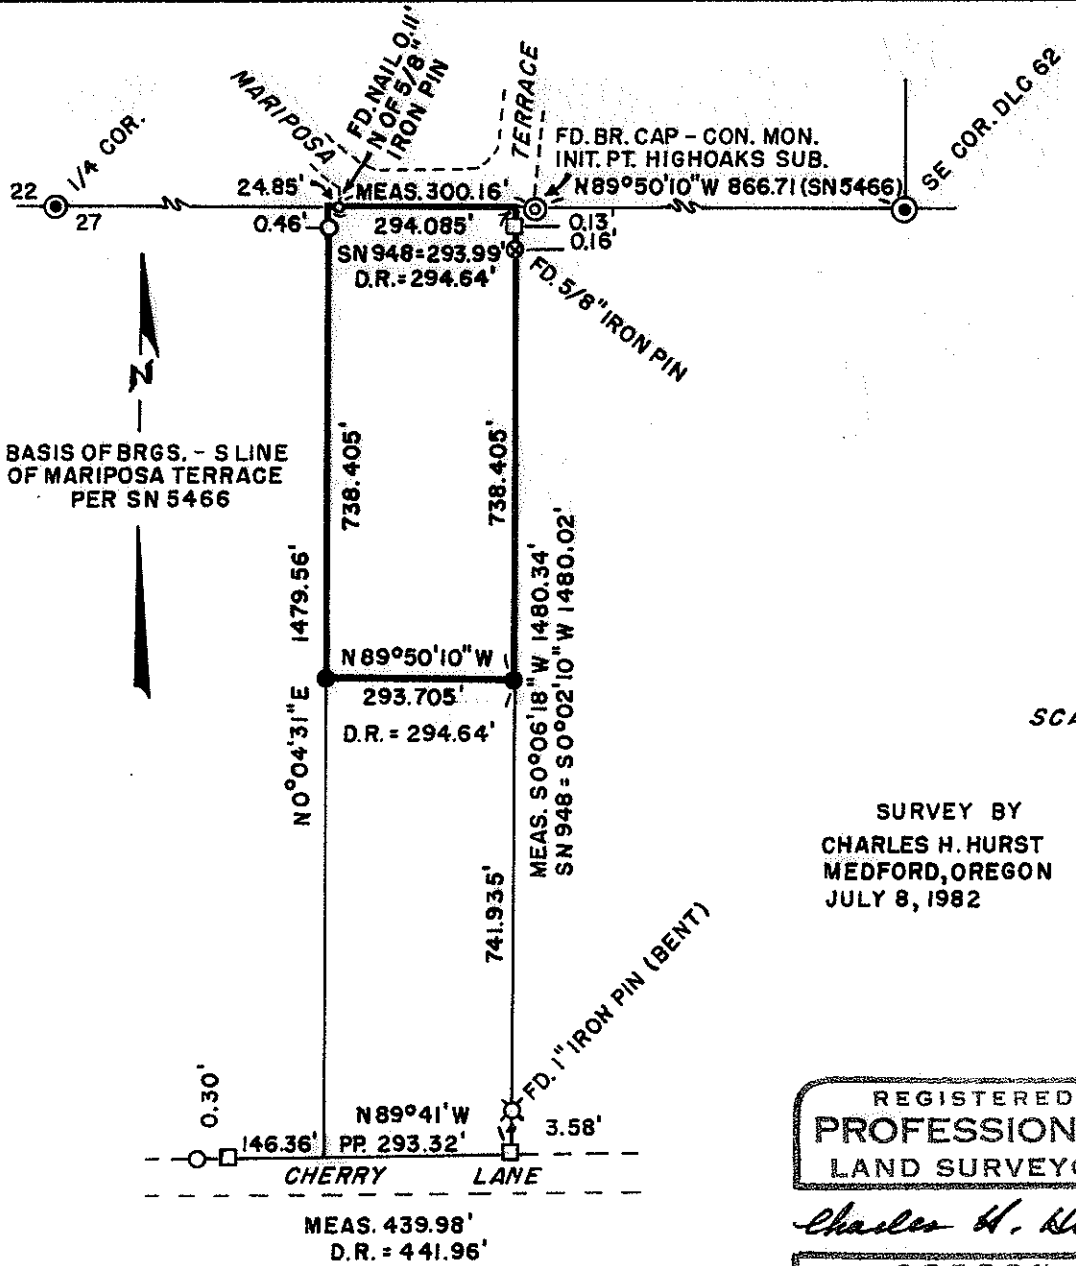 FD. NAIL 0.11'
N OF 5/8"
IRON PIN
MARIPOSA
TERRACE
1/4 COR.
SE COR. DLC 62
FD. BR. CAP - CON. MON.
INIT. PT. HIGHOAKS SUB.
N89°50'10"W 866.71 (SN5466)
22
27
24.85'
MEAS. 300.16'
0.46'
294.085'
0.13'
0.16'
SN 948=293.99'
D.R.=294.64'
FD. 5/8" IRON PIN
N
BASIS OF BRGS. - S LINE
OF MARIPOSA TERRACE
PER SN 5466
738.405'
738.405'
N0°04'31"E 1479.56'
MEAS. S0°06'18"W 1480.34'
SN 948 = S0°02'10"W 1480.02'
N 89°50'10" W
293.705'
D.R. = 294.64'
SCA
SURVEY BY
CHARLES H. HURST
MEDFORD, OREGON
JULY 8, 1982
741.935'
FD. 1" IRON PIN (BENT)
0.30'
N89°41'W
3.58'
146.36'
PP. 293.32'
CHERRY LANE
MEAS. 439.98'
D.R. = 441.96'
REGISTERED
PROFESSION
LAND SURVEYO
Charles H. Hu